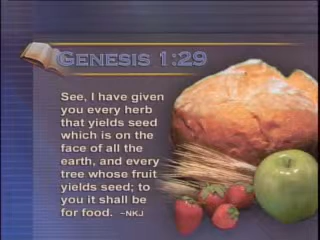 GENESIS 1:29
See, I have given
you every herb
that yields seed
which is on the
face of all the
earth, and every
tree whose fruit
yields seed; to
you it shall be
for food. –NKJ